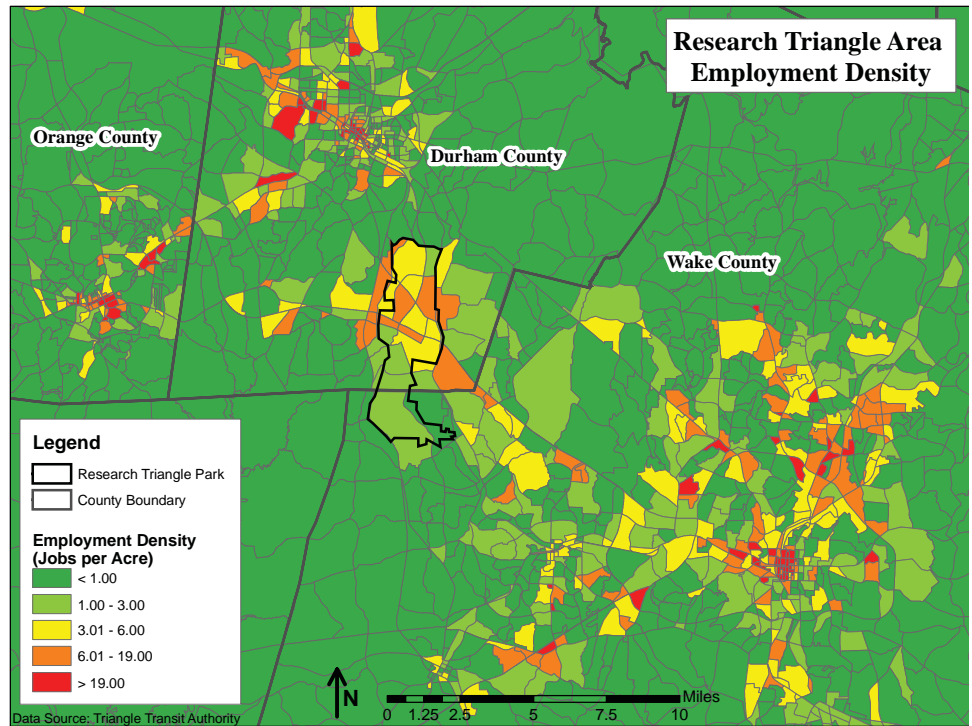 Research Triangle Area
Employment Density
Orange County
Durham County
Wake County
Legend
Research Triangle Park
County Boundary
Employment Density
(Jobs per Acre)
< 1.00
1.00 - 3.00
3.01 - 6.00
6.01 - 19.00
> 19.00
Data Source: Triangle Transit Authority
N
Miles
0 1.25 2.5 5 7.5 10